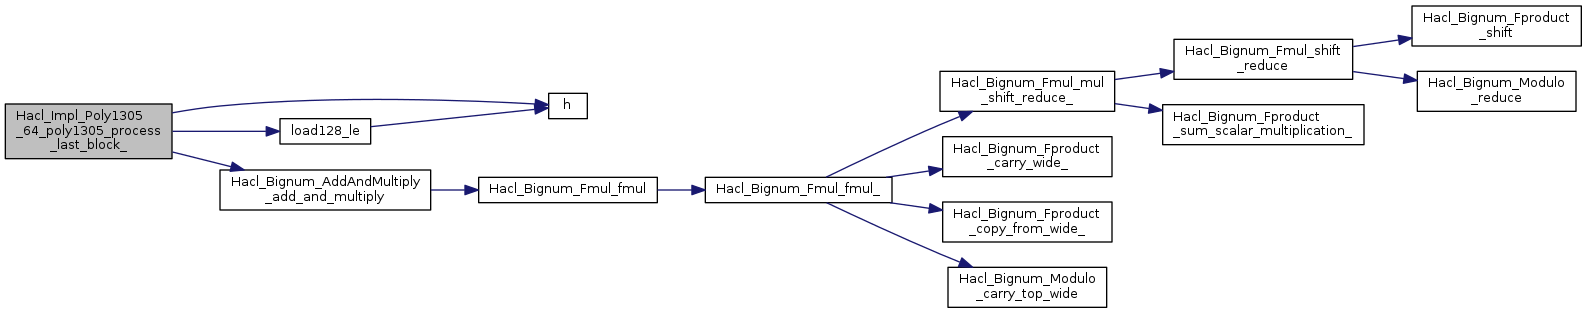 Hacl_Impl_Poly1305
_64_poly1305_process
_last_block_
h
load128_le
Hacl_Bignum_AddAndMultiply
_add_and_multiply
Hacl_Bignum_Fmul_fmul
Hacl_Bignum_Fmul_fmul_
Hacl_Bignum_Fmul_mul
_shift_reduce_
Hacl_Bignum_Fmul_shift
_reduce
Hacl_Bignum_Fproduct
_shift
Hacl_Bignum_Modulo
_reduce
Hacl_Bignum_Fproduct
_sum_scalar_multiplication_
Hacl_Bignum_Fproduct
_carry_wide_
Hacl_Bignum_Fproduct
_copy_from_wide_
Hacl_Bignum_Modulo
_carry_top_wide